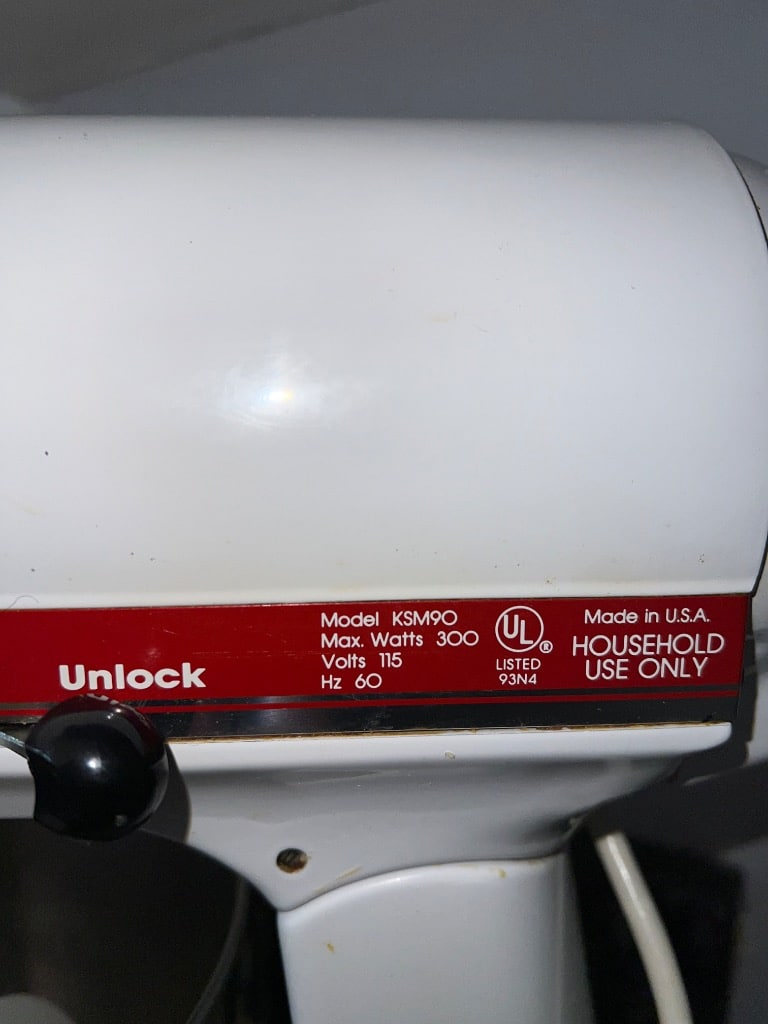 Unlock
Model KSM90
Max. Watts 300
Volts 115
Hz 60
UL®
LISTED
93N4
Made in U.S.A.
HOUSEHOLD
USE ONLY